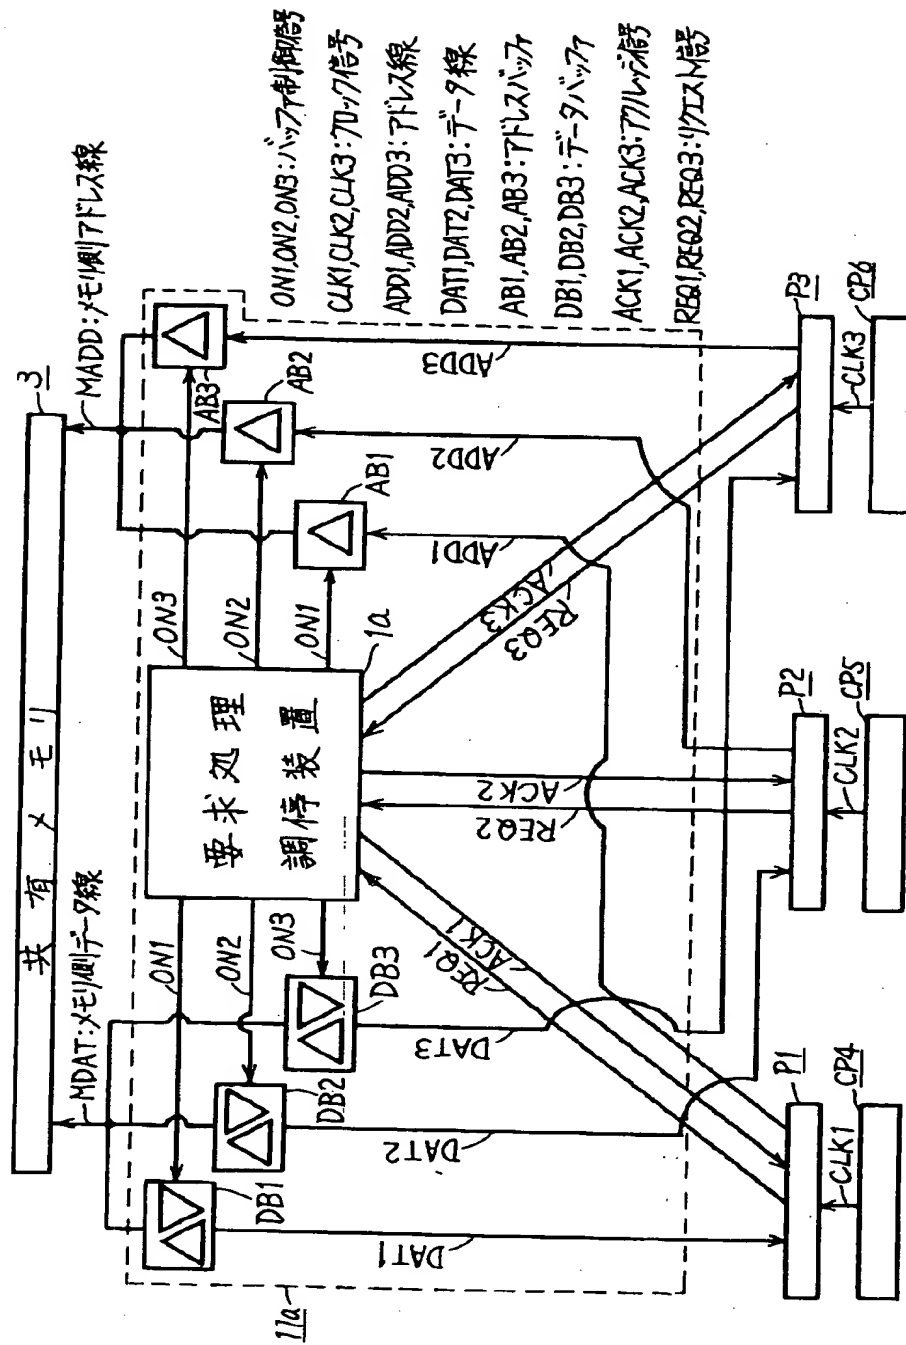 3
共有メモリ
MDAT:メモリ側データ線
MADD:メモリ側アドレス線
ON1
ON2
ON3
ON3
ON2
ON1
AB3
AB2
AB1
DB1
DB2
DB3
要求処理
調停装置
1a
11a
DAT1
DAT2
DAT3
REQ1
ACK1
REQ2
ACK2
REQ3
ACK3
ADD1
ADD2
ADD3
P1
P2
P3
CLK1
CLK2
CLK3
CP4
CP5
CP6
ON1,ON2,ON3:バッファ制御信号
CLK1,CLK2,CLK3:クロック信号
ADD1,ADD2,ADD3:アドレス線
DAT1,DAT2,DAT3:データ線
AB1,AB2,AB3:アドレスバッファ
DB1,DB2,DB3:データバッファ
ACK1,ACK2,ACK3:アクルッジ信号
REQ1,REQ2,REQ3:リクエスト信号